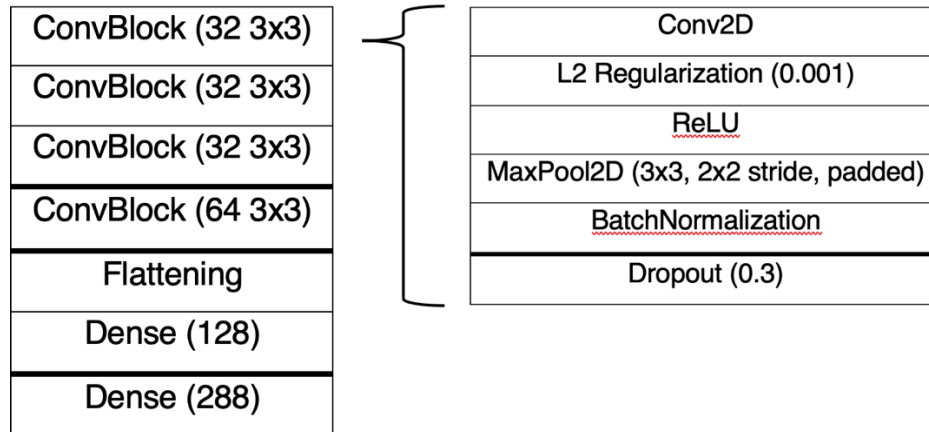 ConvBlock (32 3x3)
ConvBlock (32 3x3)
ConvBlock (32 3x3)
ConvBlock (64 3x3)
Flattening
Dense (128)
Dense (288)
Conv2D
L2 Regularization (0.001)
ReLU
MaxPool2D (3x3, 2x2 stride, padded)
BatchNormalization
Dropout (0.3)